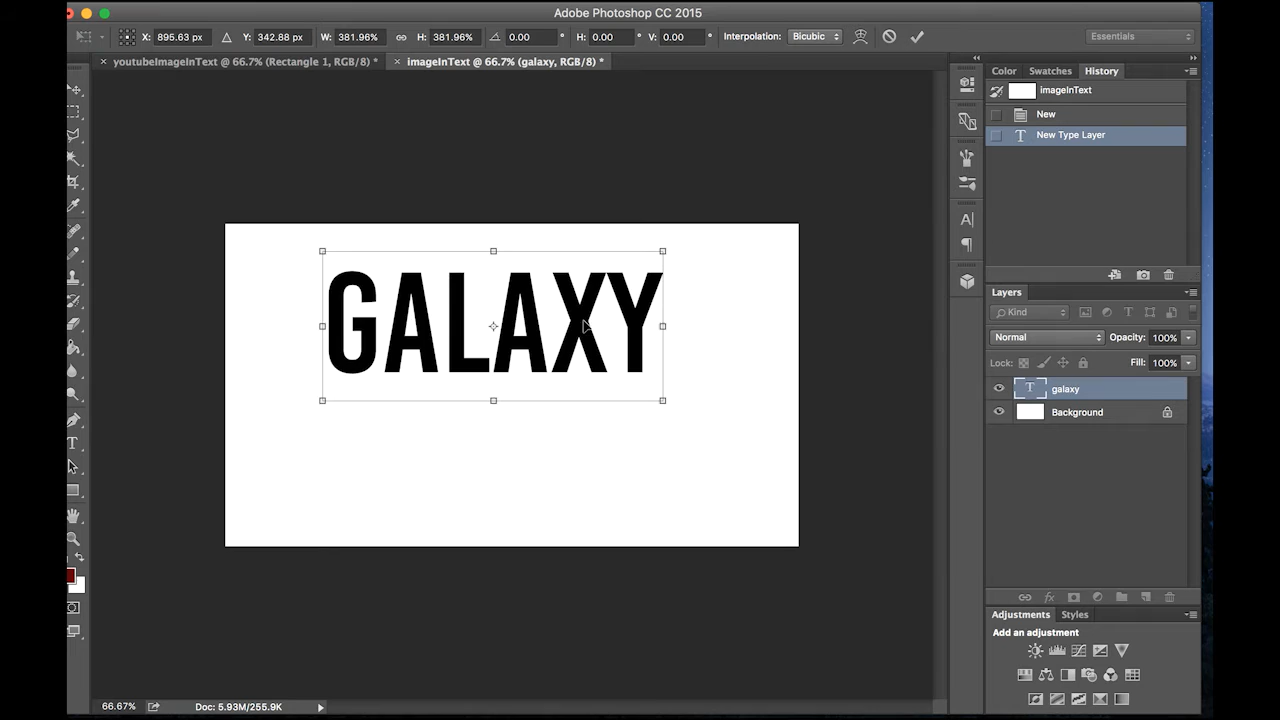 Adobe Photoshop CC 2015
X: 895.63 px Y: 342.88 px W: 381.96% H: 381.96% 0.00 ° H: 0.00 ° V: 0.00 ° Interpolation: Bicubic Essentials
× youtubeImageInText @ 66.7% (Rectangle 1, RGB/8) * × imageInText @ 66.7% (galaxy, RGB/8) *
Color Swatches History
imageInText
New
T New Type Layer
GALAXY
Layers
Kind
Normal Opacity: 100%
Lock: Fill: 100%
T galaxy
Background
Adjustments Styles
Add an adjustment
66.67% Doc: 5.93M/255.9K